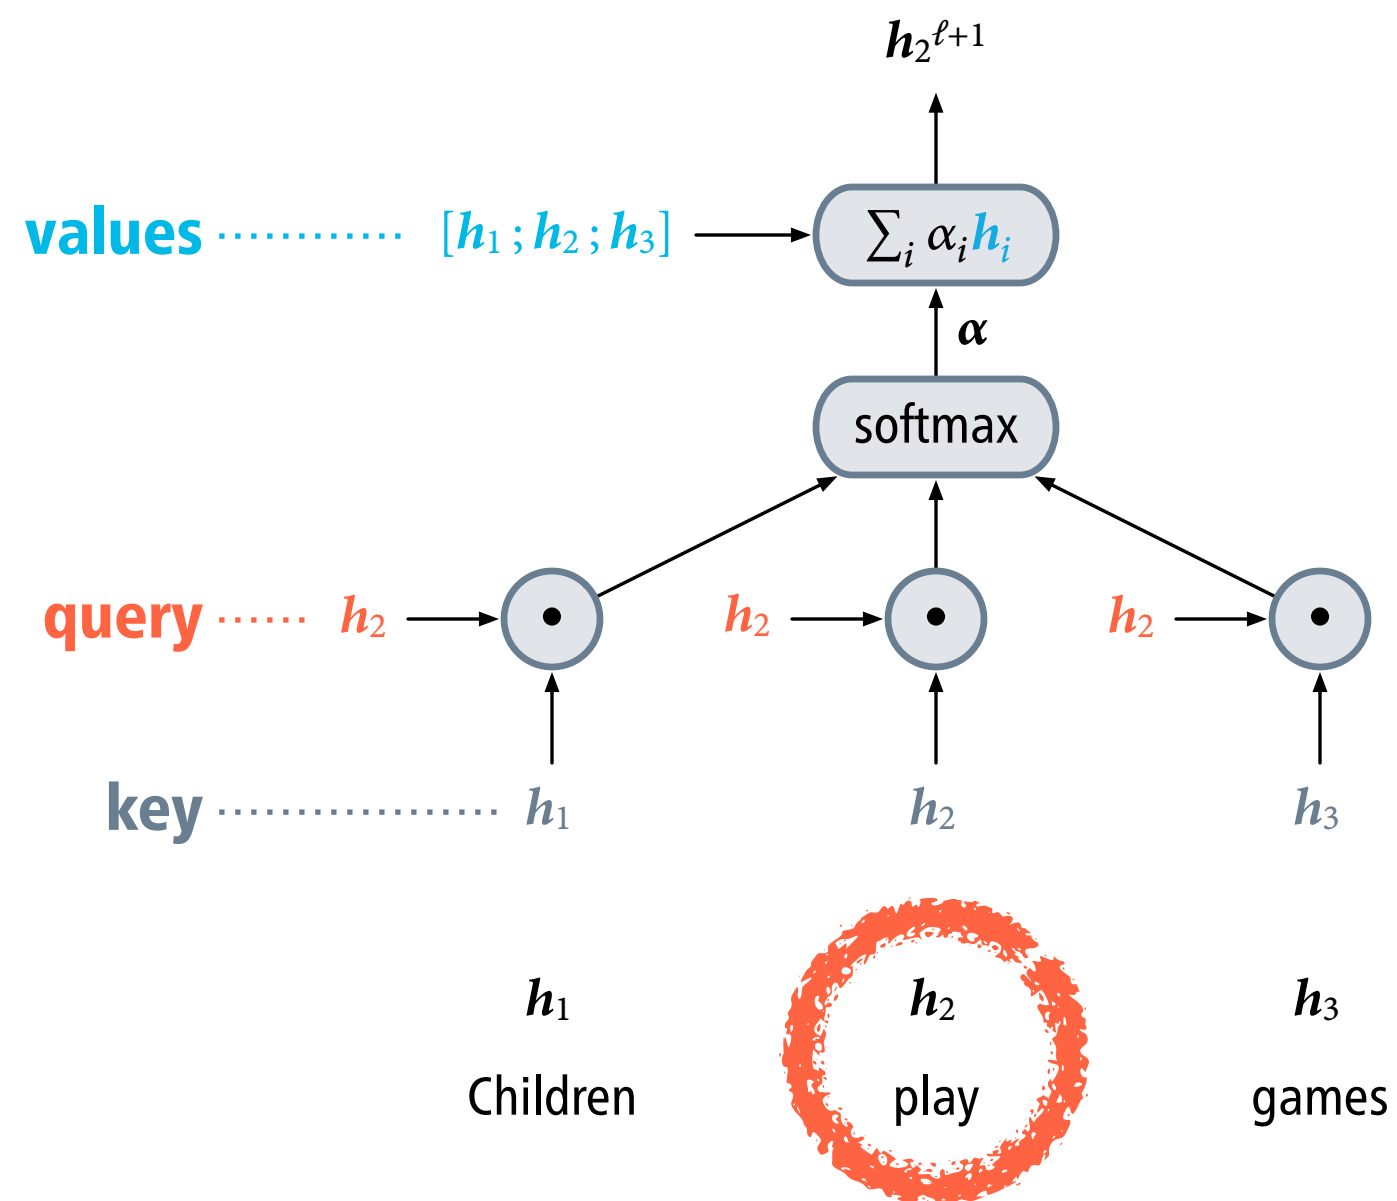 h₂ℓ⁺¹
values ············ [h₁ ; h₂ ; h₃] ∑ᵢ αᵢhᵢ
α
softmax
query ······ h₂ • h₂ • h₂ •
key ················· h₁ h₂ h₃
h₁ h₂ h₃
Children play games